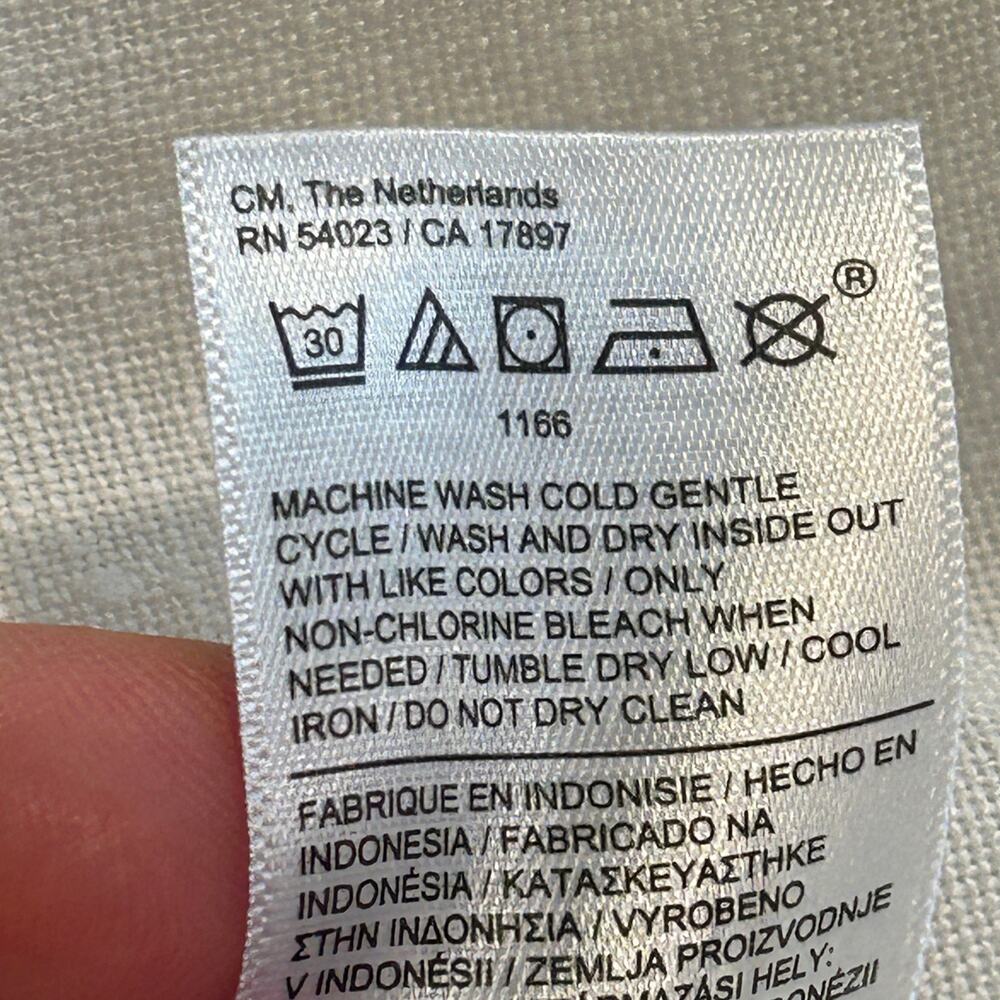 CM, The Netherlands
RN 54023 / CA 17897
®
30
1166
MACHINE WASH COLD GENTLE
CYCLE / WASH AND DRY INSIDE OUT
WITH LIKE COLORS / ONLY
NON-CHLORINE BLEACH WHEN
NEEDED / TUMBLE DRY LOW / COOL
IRON / DO NOT DRY CLEAN
FABRIQUE EN INDONISIE / HECHO EN
INDONESIA / FABRICADO NA
INDONÉSIA / ΚΑΤΑΣΚΕΥΑΣΤΗΚΕ
ΣΤΗΝ ΙΝΔΟΝΗΣΙΑ / VYROBENO
V INDONÉSII / ZEMLJA PROIZVODNJE
HELY: